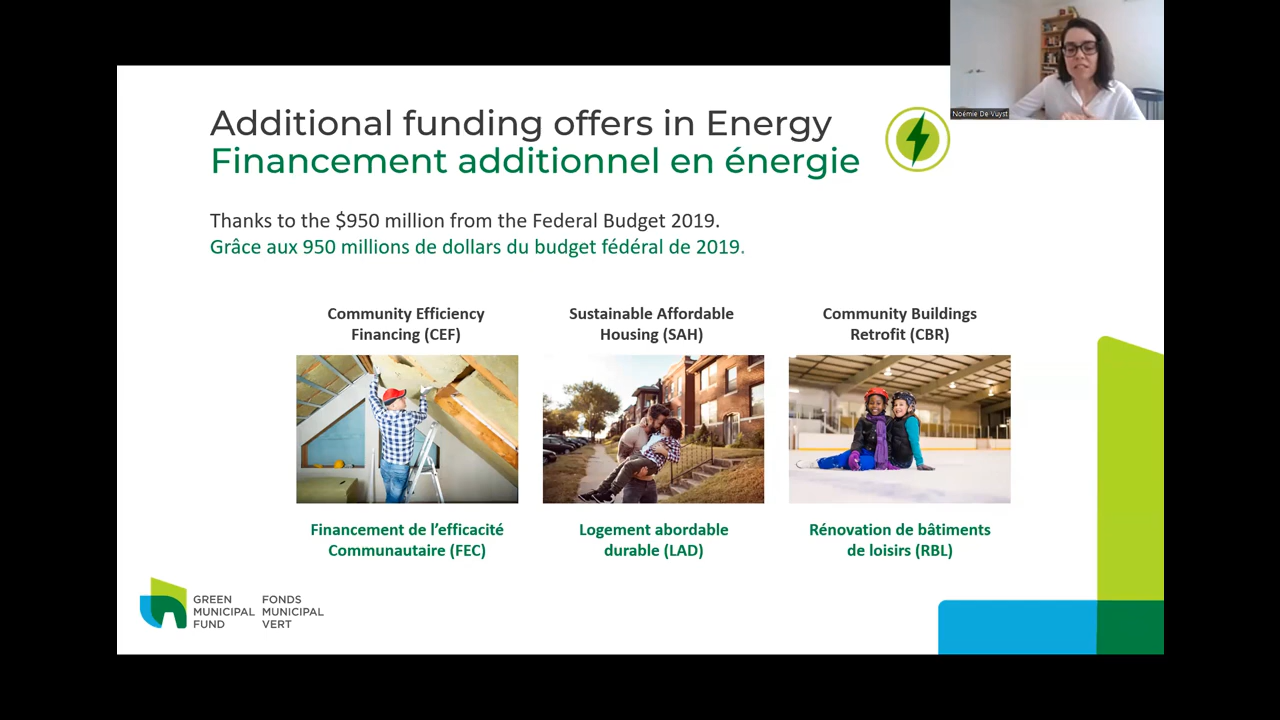 Additional funding offers in Energy
Financement additionnel en énergie
Noémie De Vuyst
Thanks to the $950 million from the Federal Budget 2019.
Grâce aux 950 millions de dollars du budget fédéral de 2019.
Community Efficiency
Financing (CEF)
Sustainable Affordable
Housing (SAH)
Community Buildings
Retrofit (CBR)
Financement de l’efficacité
Communautaire (FEC)
Logement abordable
durable (LAD)
Rénovation de bâtiments
de loisirs (RBL)
GREEN
MUNICIPAL
FUND
FONDS
MUNICIPAL
VERT